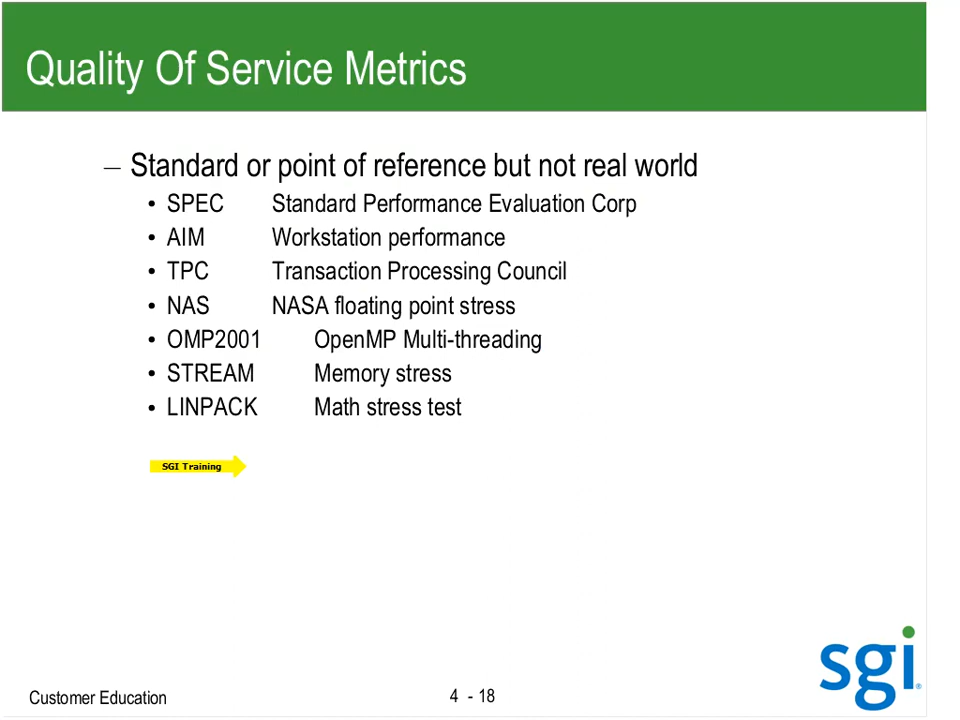 Quality Of Service Metrics
– Standard or point of reference but not real world
• SPEC Standard Performance Evaluation Corp
• AIM Workstation performance
• TPC Transaction Processing Council
• NAS NASA floating point stress
• OMP2001 OpenMP Multi-threading
• STREAM Memory stress
• LINPACK Math stress test
SGI Training
sgi®
Customer Education 4 - 18